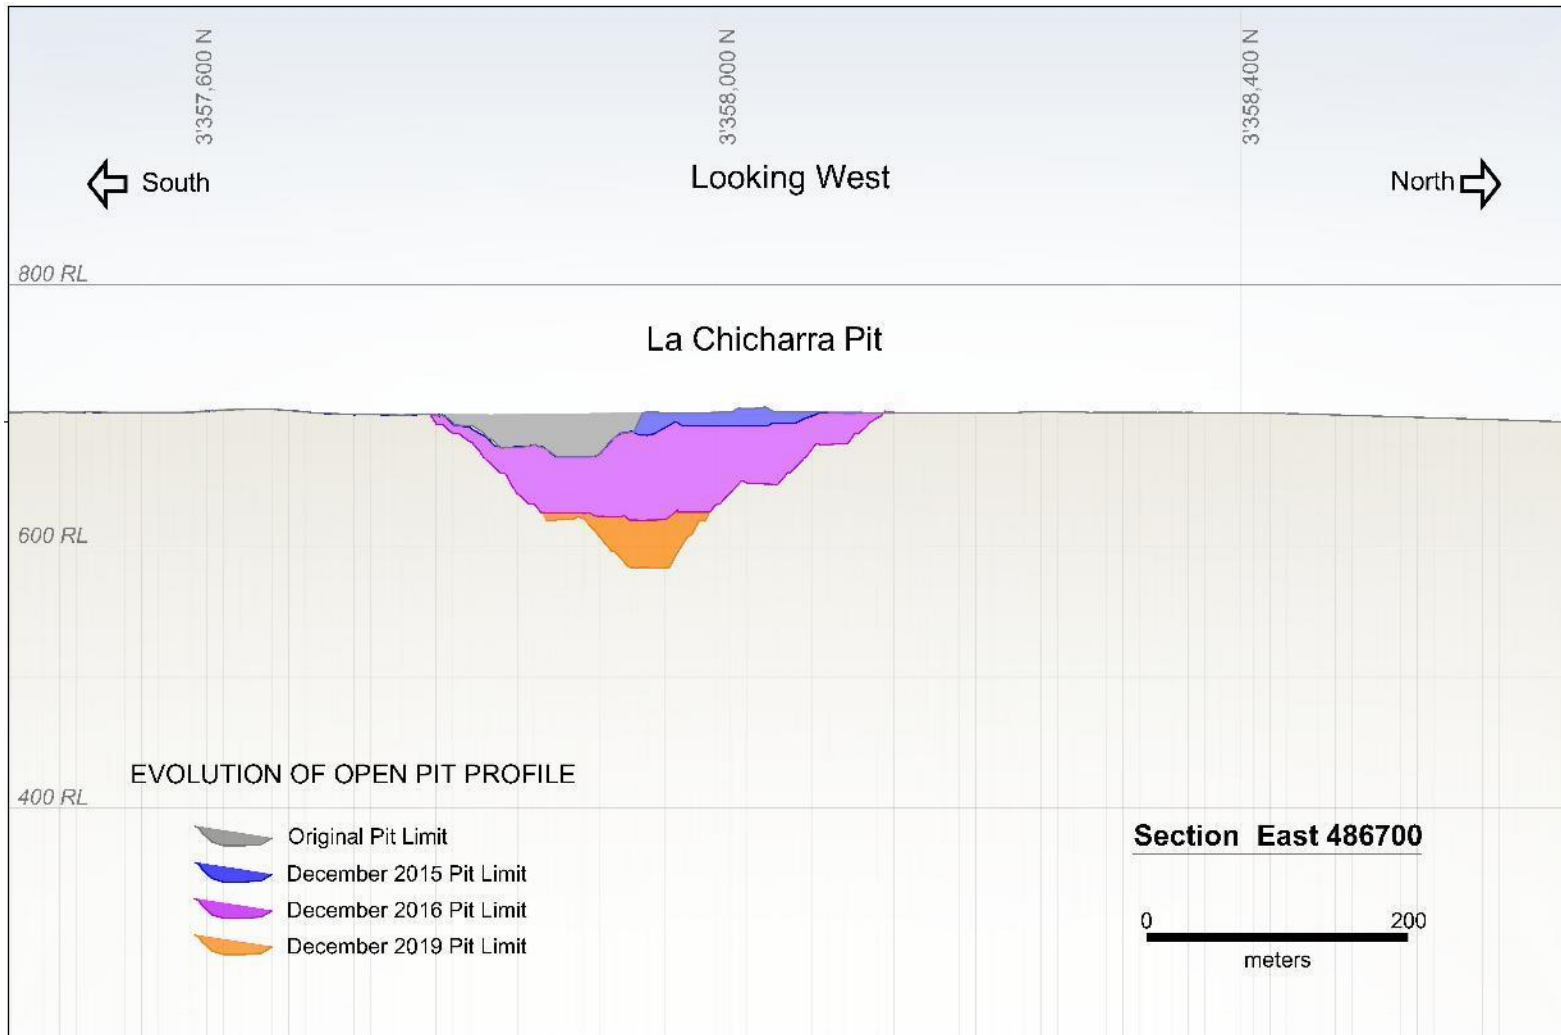 3'357,600 N
3'358,000 N
3'358,400 N
South
Looking West
North
800 RL
La Chicharra Pit
600 RL
400 RL
EVOLUTION OF OPEN PIT PROFILE
Original Pit Limit
December 2015 Pit Limit
December 2016 Pit Limit
December 2019 Pit Limit
Section East 486700
0 200
meters